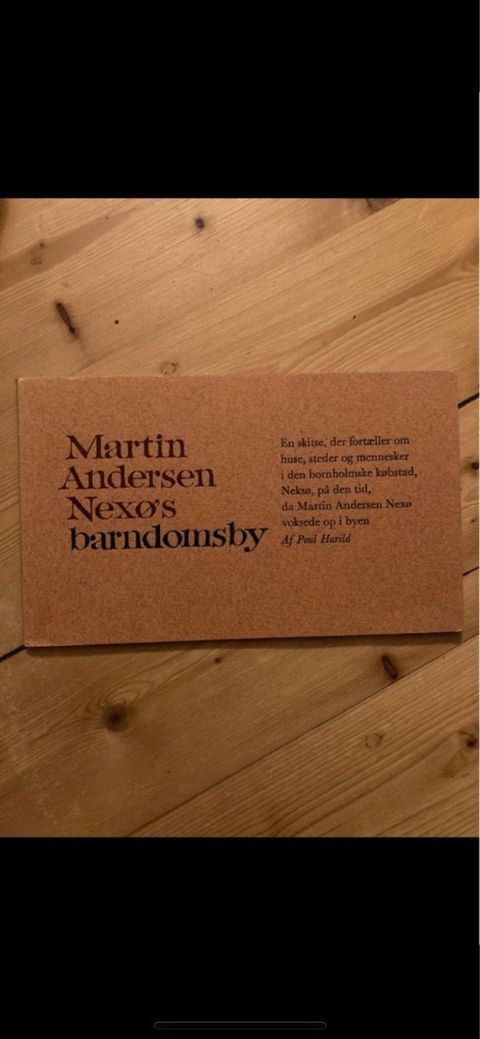 Martin
Andersen
Nexø's
barndomsby
En skitse, der fortæller om
huse, steder og mennesker
i den bornholmske købstad,
Neksø, på den tid,
da Martin Andersen Nexø
voksede op i byen
Af Poul Harild